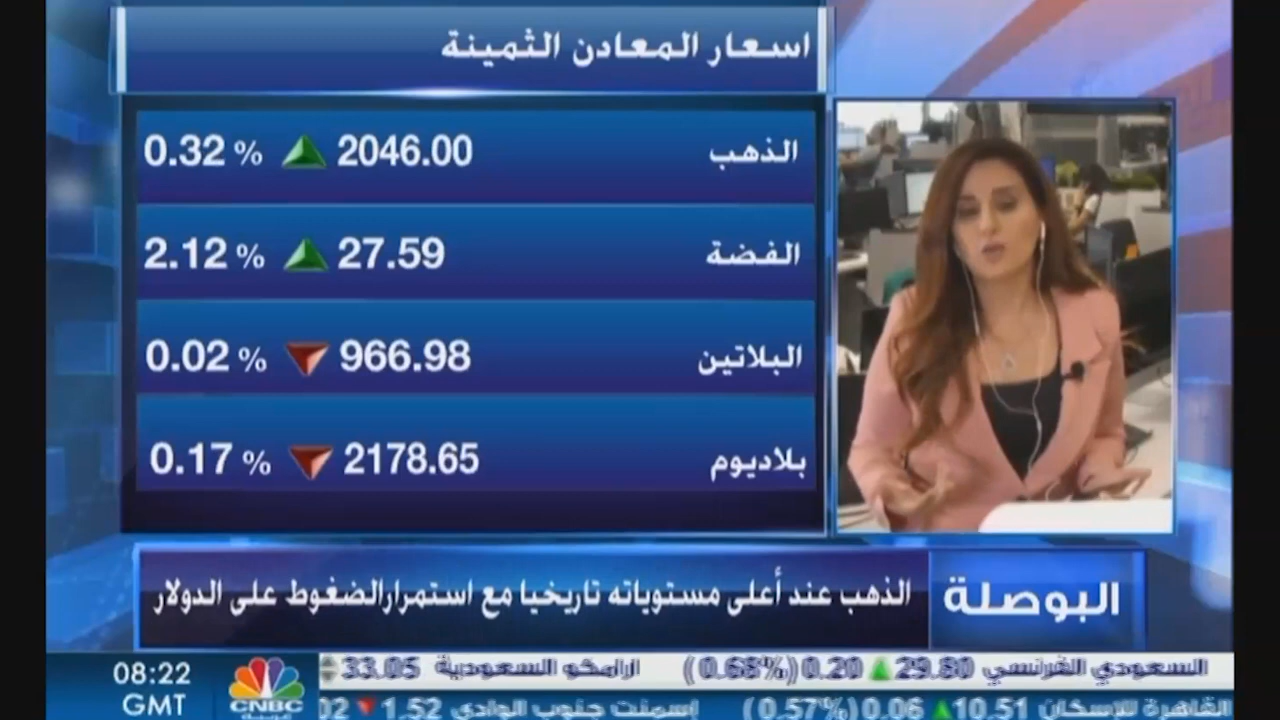 اسعار المعادن الثمينة
الذهب 2046.00 0.32 %
الفضة 27.59 2.12 %
البلاتين 966.98 0.02 %
بلاديوم 2178.65 0.17 %
البوصلة
الذهب عند أعلى مستوياته تاريخيا مع استمرارالضغوط على الدولار
08:22
GMT
CNBC
عربية
السعودي الفرنسي 29.80 0.20 (0.68%) ارامكو السعودية 33.05
القاهرة للإسكان 10.51 0.06 (0.57%) إسمنت جنوب الوادي 1.52 02